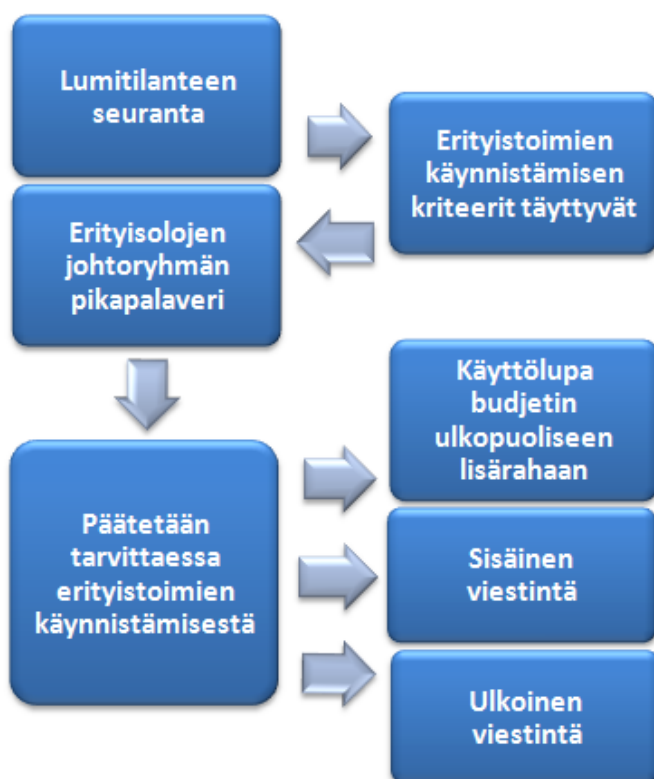 Lumitilanteen
seuranta
Erityistoimien
käynnistämisen
kriteerit täyttyvät
Erityisolojen
johtoryhmän
pikapalaveri
Käyttölupa
budjetin
ulkopuoliseen
lisärahaan
Päätetään
tarvittaessa
erityistoimien
käynnistämisestä
Sisäinen
viestintä
Ulkoinen
viestintä